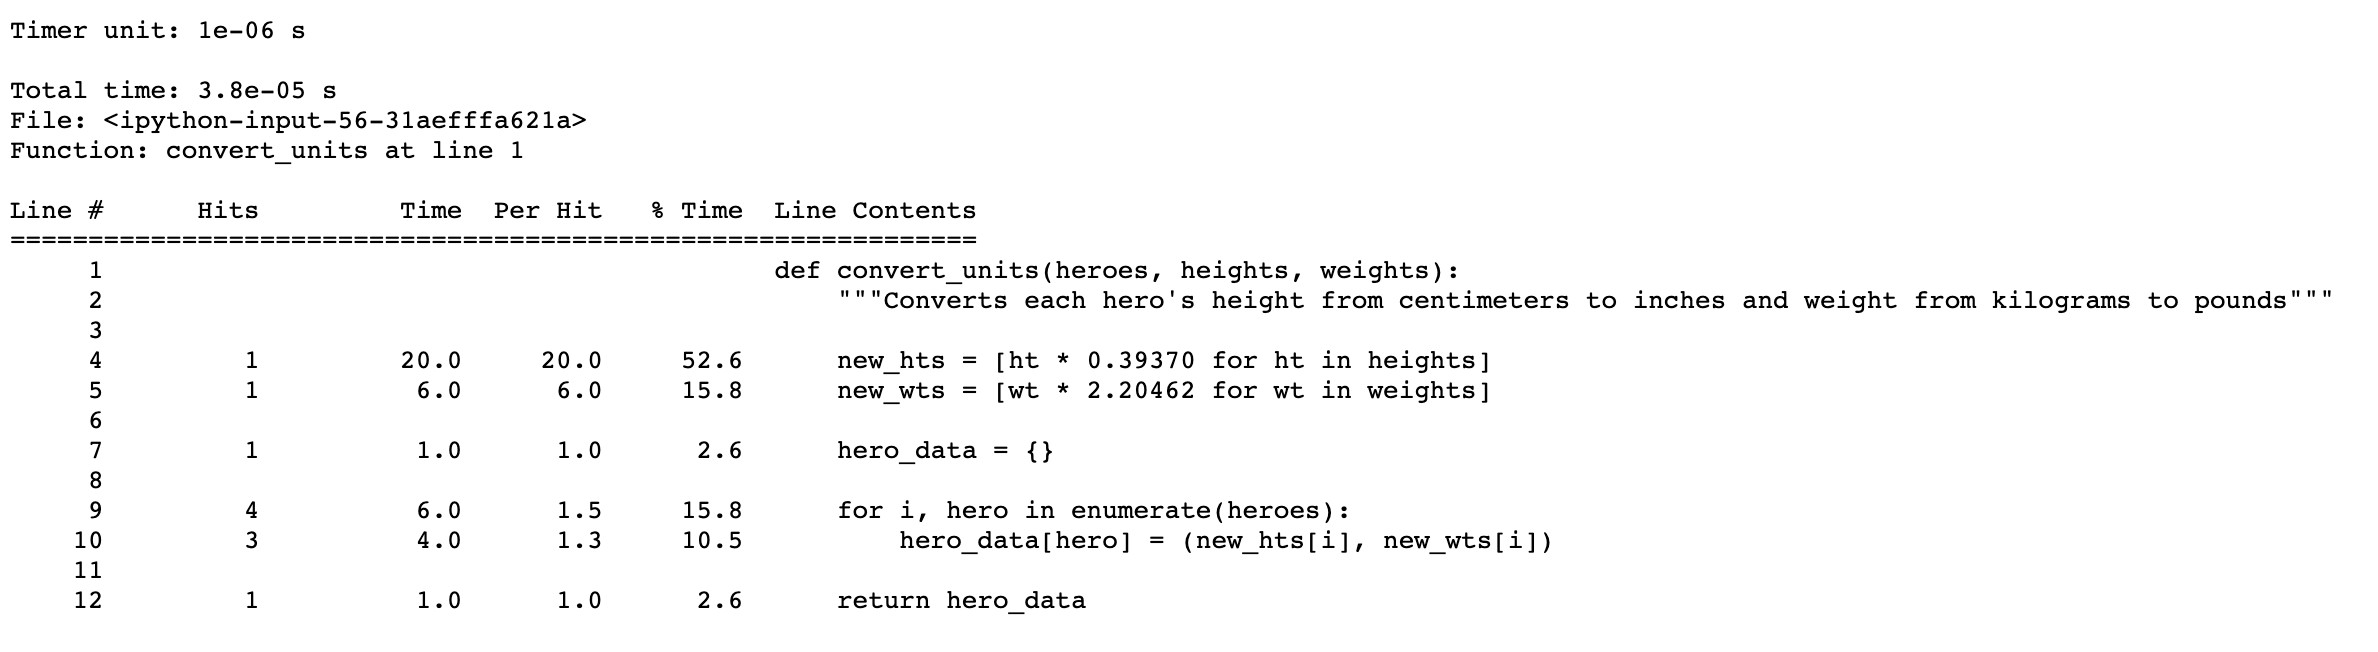 Timer unit: 1e-06 s
Total time: 3.8e-05 s
File: <ipython-input-56-31aefffa621a>
Function: convert_units at line 1
Line #      Hits         Time  Per Hit   % Time  Line Contents
==============================================================
     1                                           def convert_units(heroes, heights, weights):
     2                                               """Converts each hero's height from centimeters to inches and weight from kilograms to pounds"""
     3
     4         1         20.0     20.0     52.6      new_hts = [ht * 0.39370 for ht in heights]
     5         1          6.0      6.0     15.8      new_wts = [wt * 2.20462 for wt in weights]
     6
     7         1          1.0      1.0      2.6      hero_data = {}
     8
     9         4          6.0      1.5     15.8      for i, hero in enumerate(heroes):
    10         3          4.0      1.3     10.5          hero_data[hero] = (new_hts[i], new_wts[i])
    11
    12         1          1.0      1.0      2.6      return hero_data